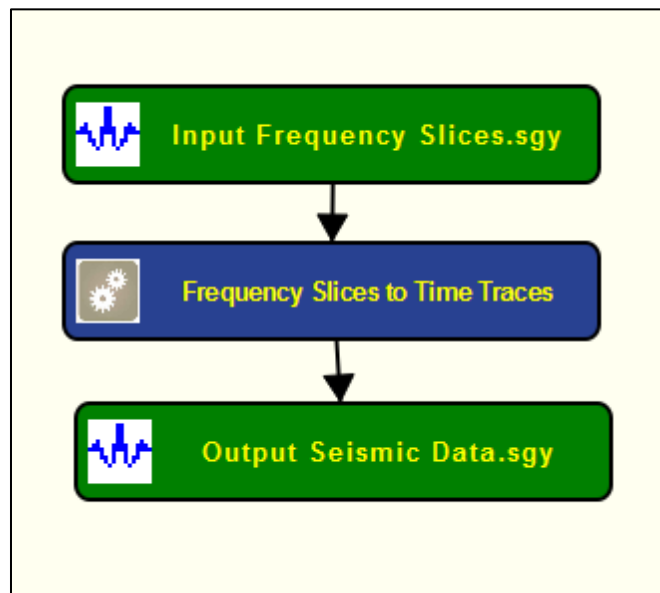 Input Frequency Slices.sgy
Frequency Slices to Time Traces
Output Seismic Data.sgy